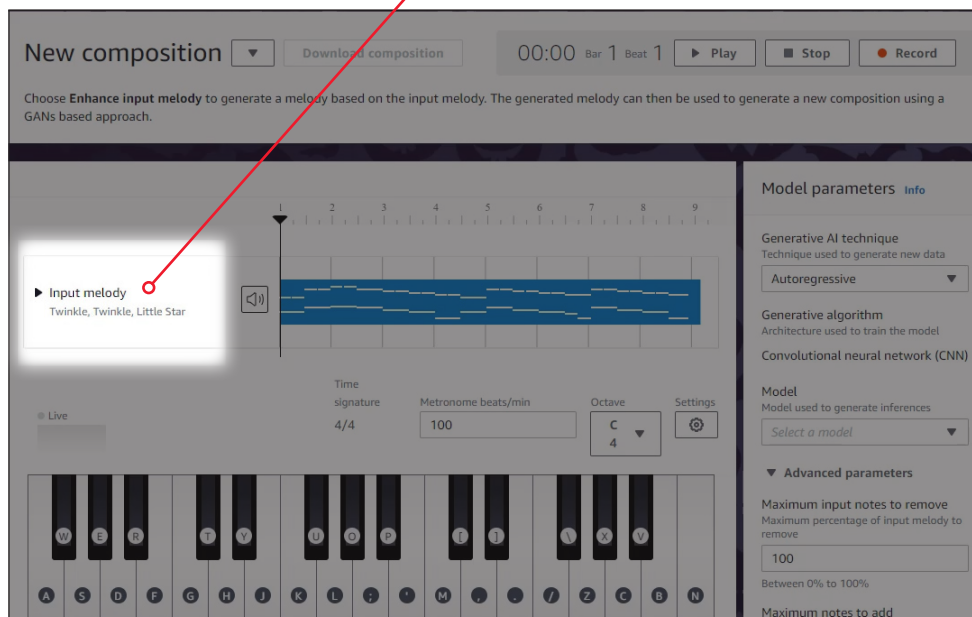 New composition
Download composition
00:00 Bar 1 Beat 1
Play
Stop
Record
Choose Enhance input melody to generate a melody based on the input melody. The generated melody can then be used to generate a new composition using a
GANs based approach.
1 2 3 4 5 6 7 8 9
Input melody
Twinkle, Twinkle, Little Star
Live
Time
signature
4/4
Metronome beats/min
100
Octave
C
4
Settings
W E R T Y U O P [ ] \ X V
A S D F G H J K L ; ' M , . / Z C B N
Model parameters Info
Generative AI technique
Technique used to generate new data
Autoregressive
Generative algorithm
Architecture used to train the model
Convolutional neural network (CNN)
Model
Model used to generate inferences
Select a model
Advanced parameters
Maximum input notes to remove
Maximum percentage of input melody to
remove
100
Between 0% to 100%
Maximum notes to add